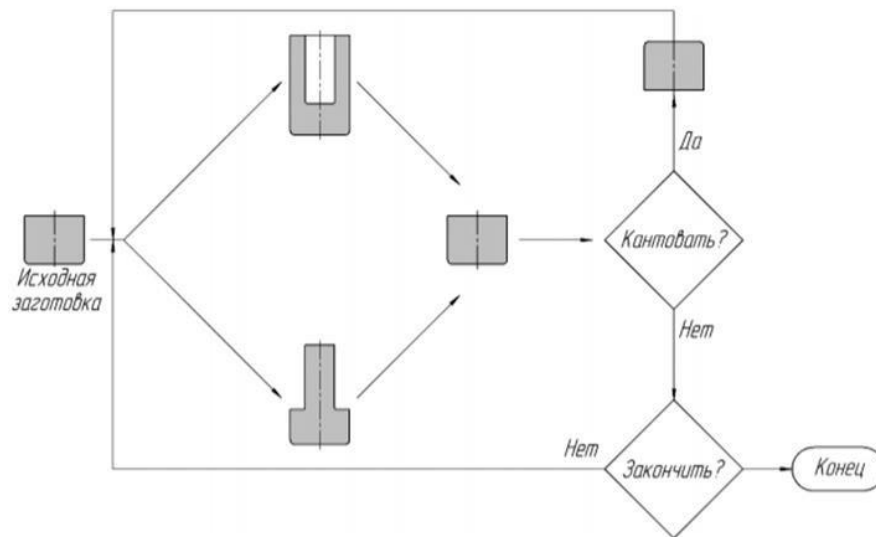 Да
Кантовать?
Исходная
заготовка
Нет
Нет
Закончить?
Конец